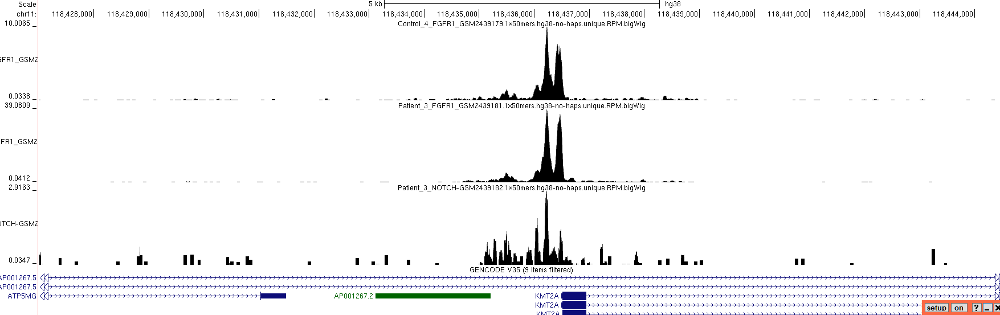 Scale 5 kb hg38
chr11: 118,428,000 118,429,000 118,430,000 118,431,000 118,432,000 118,433,000 118,434,000 118,435,000 118,436,000 118,437,000 118,438,000 118,439,000 118,440,000 118,441,000 118,442,000 118,443,000 118,444,000
10.0065 _ Control_4_FGFR1_GSM2439179.1x50mers.hg38-no-haps.unique.RPM.bigWig
GFR1_GSM2
0.0338 _
39.0809 _ Patient_3_FGFR1_GSM2439181.1x50mers.hg38-no-haps.unique.RPM.bigWig
FR1_GSM2
0.0412 _
2.9163 _ Patient_3_NOTCH-GSM2439182.1x50mers.hg38-no-haps.unique.RPM.bigWig
OTCH-GSM2
0.0347 _
GENCODE V35 (9 items filtered)
AP001267.5
AP001267.5
ATP5MG AP001267.2 KMT2A
KMT2A
KMT2A
setup on ? _ x